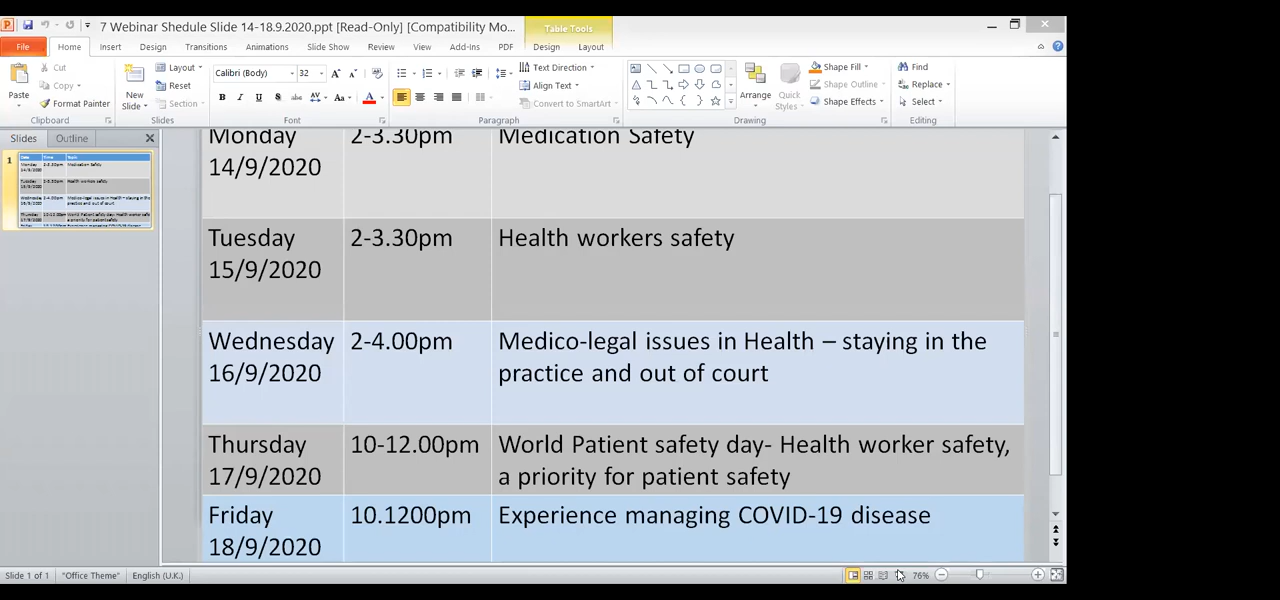 7 Webinar Shedule Slide 14-18.9.2020.ppt [Read-Only] [Compatibility Mo...
Table Tools
File Home Insert Design Transitions Animations Slide Show Review View Add-Ins PDF Design Layout
Paste
Cut
Copy
Format Painter
Clipboard
New
Slide
Layout
Reset
Section
Slides
Calibri (Body) 32
Font
Paragraph
Text Direction
Align Text
Convert to SmartArt
Arrange
Quick
Styles
Shape Fill
Shape Outline
Shape Effects
Drawing
Find
Replace
Select
Editing
Slides Outline
1
Monday 2-3.30pm Medication Safety
14/9/2020
Tuesday 2-3.30pm Health workers safety
15/9/2020
Wednesday 2-4.00pm Medico-legal issues in Health – staying in the
16/9/2020 practice and out of court
Thursday 10-12.00pm World Patient safety day- Health worker safety,
17/9/2020 a priority for patient safety
Friday 10.1200pm Experience managing COVID-19 disease
18/9/2020
Slide 1 of 1 "Office Theme" English (U.K.) 76%